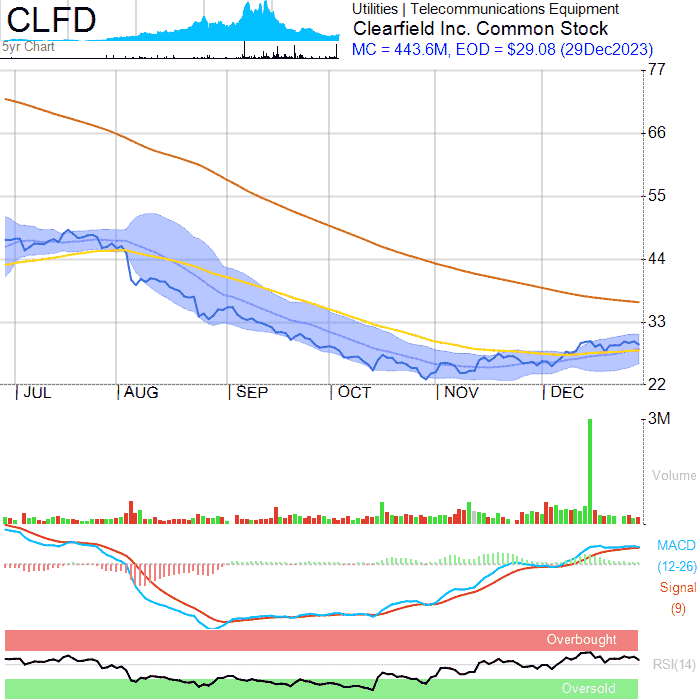 CLFD
5yr Chart
Utilities | Telecommunications Equipment
Clearfield Inc. Common Stock
MC = 443.6M, EOD = $29.08 (29Dec2023)
77
66
55
44
33
22
JUL
AUG
SEP
OCT
NOV
DEC
3M
Volume
MACD
(12-26)
Signal
(9)
Overbought
RSI(14)
Oversold